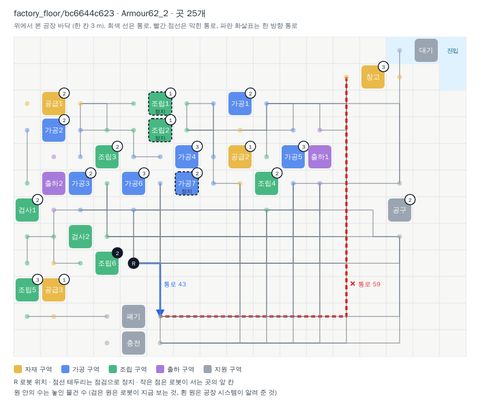 factory_floor/bc6644c623 · Armour62_2 · 곳 25개
위에서 본 공장 바닥 (한 칸 3 m). 회색 선은 통로, 빨간 점선은 막힌 통로, 파란 화살표는 한 방향 통로
대기
진입
창고 3
공급1 2
조립1 1
정지
가공1 2
가공2 2
조립2 1
정지
조립3 2
가공4 3
공급2 1
가공5 3
출하1
출하2
가공3 2
가공6 3
가공7 2
조립4 2
검사1 2
공구 2
검사2
조립6 2
R
통로 43
✕ 통로 59
조립5 3
공급3 1
폐기
충전
자재 구역
가공 구역
조립 구역
출하 구역
지원 구역
R 로봇 위치 · 점선 테두리는 점검으로 정지 · 작은 점은 로봇이 서는 곳의 앞 칸
원 안의 수는 놓인 물건 수 (검은 원은 로봇이 지금 보는 것, 흰 원은 공장 시스템이 알려 준 것)